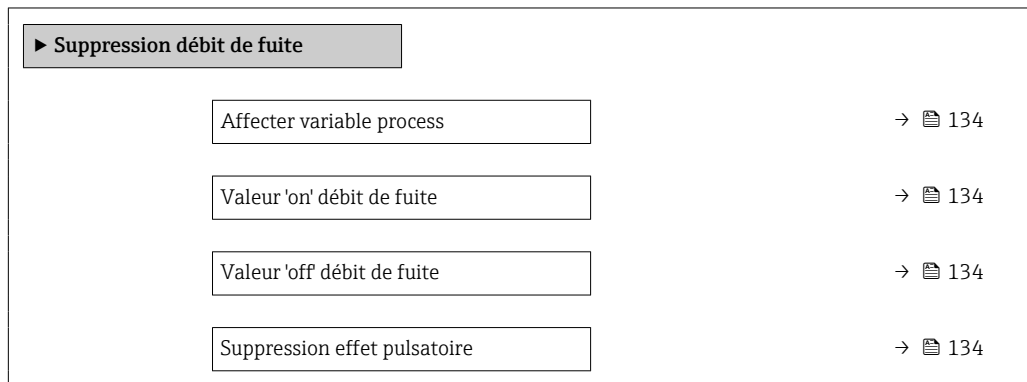 ► Suppression débit de fuite
Affecter variable process → 134
Valeur 'on' débit de fuite → 134
Valeur 'off' débit de fuite → 134
Suppression effet pulsatoire → 134